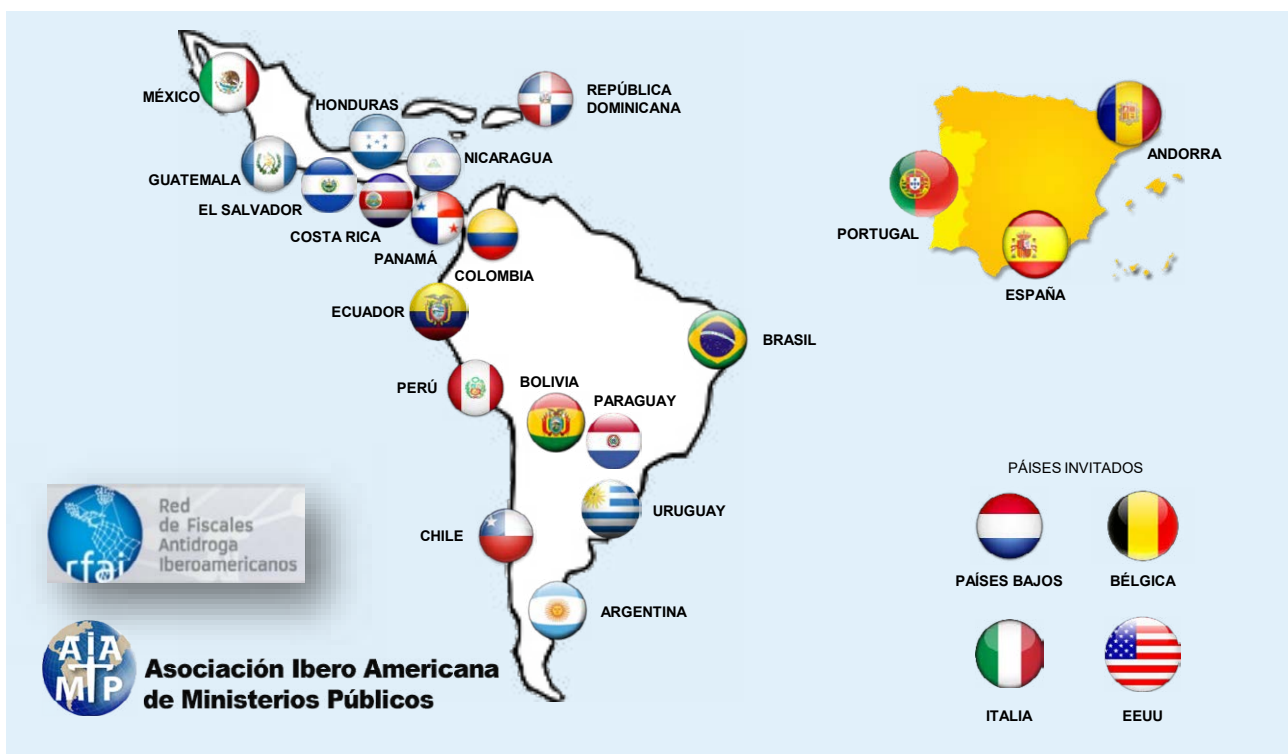 MÉXICO
HONDURAS
REPÚBLICA
DOMINICANA
NICARAGUA
GUATEMALA
EL SALVADOR
COSTA RICA
PANAMÁ
COLOMBIA
ECUADOR
BRASIL
PERÚ
BOLIVIA
PARAGUAY
URUGUAY
CHILE
ARGENTINA
ANDORRA
PORTUGAL
ESPAÑA
PÁISES INVITADOS
PAÍSES BAJOS
BÉLGICA
ITALIA
EEUU
rfai
Red
de Fiscales
Antidroga
Iberoamericanos
AIA
MP
Asociación Ibero Americana
de Ministerios Públicos